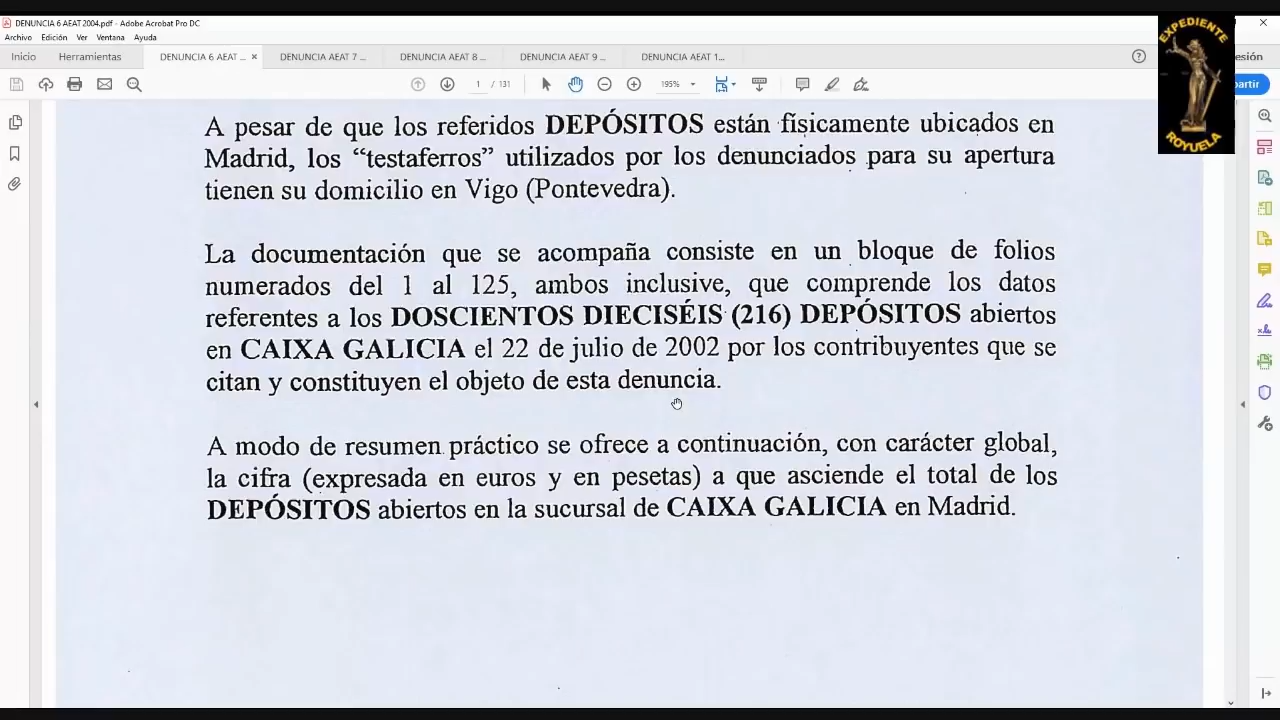 DENUNCIA 6 AEAT 2004.pdf - Adobe Acrobat Pro DC
Archivo Edición Ver Ventana Ayuda
Inicio Herramientas DENUNCIA 6 AEAT ... × DENUNCIA AEAT 7 ... DENUNCIA AEAT 8 ... DENUNCIA AEAT 9 ... DENUNCIA AEAT 1... esión
1 / 131 195% artir
EXPEDIENTE
ROYUELA
A pesar de que los referidos DEPÓSITOS están físicamente ubicados en
Madrid, los “testaferros” utilizados por los denunciados para su apertura
tienen su domicilio en Vigo (Pontevedra).
La documentación que se acompaña consiste en un bloque de folios
numerados del 1 al 125, ambos inclusive, que comprende los datos
referentes a los DOSCIENTOS DIECISÉIS (216) DEPÓSITOS abiertos
en CAIXA GALICIA el 22 de julio de 2002 por los contribuyentes que se
citan y constituyen el objeto de esta denuncia.
A modo de resumen práctico se ofrece a continuación, con carácter global,
la cifra (expresada en euros y en pesetas) a que asciende el total de los
DEPÓSITOS abiertos en la sucursal de CAIXA GALICIA en Madrid.